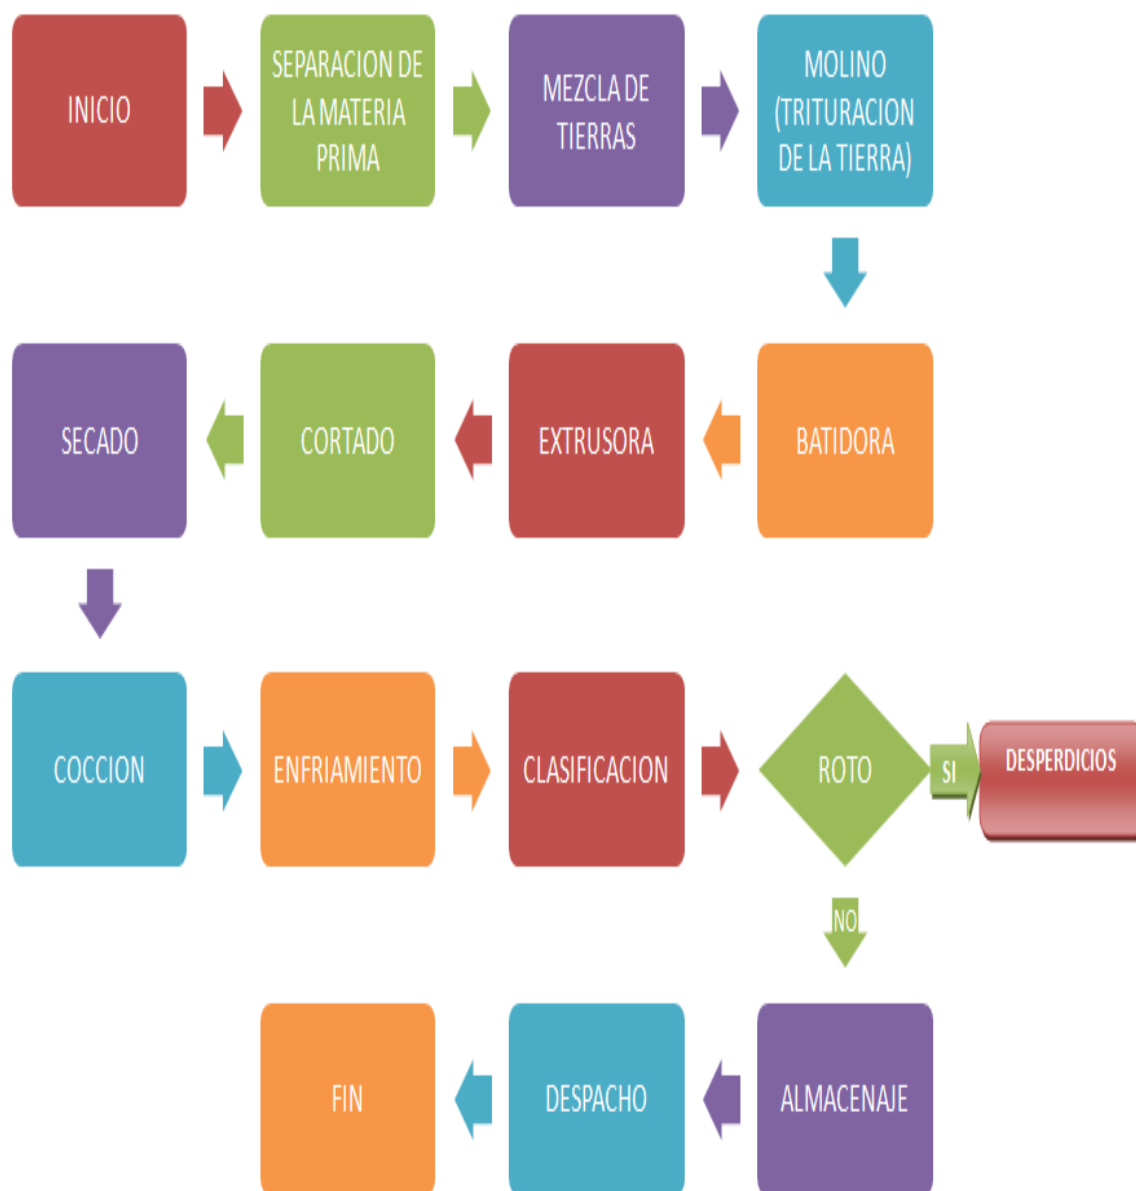 INICIO
SEPARACION DE
LA MATERIA
PRIMA
MEZCLA DE
TIERRAS
MOLINO
(TRITURACION
DE LA TIERRA)
SECADO
CORTADO
EXTRUSORA
BATIDORA
COCCION
ENFRIAMIENTO
CLASIFICACION
ROTO
SI
DESPERDICIOS
NO
FIN
DESPACHO
ALMACENAJE